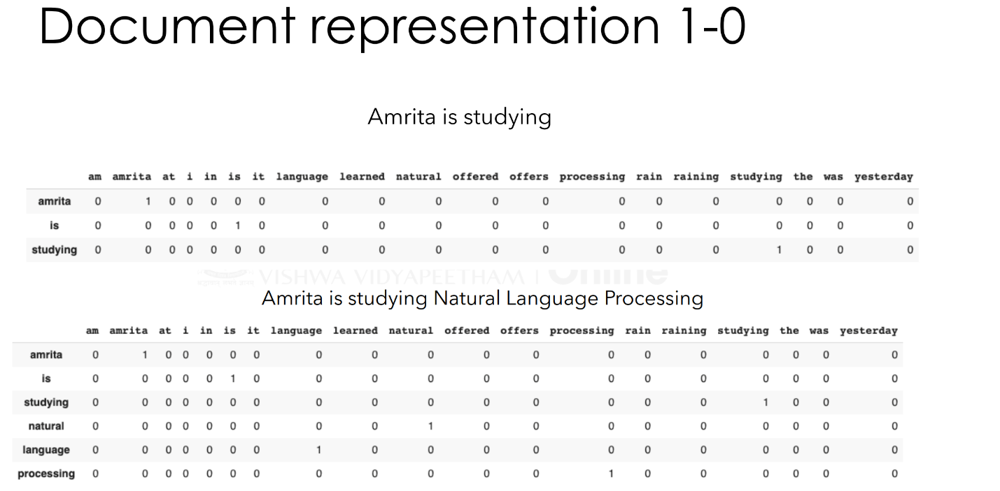 Document representation 1-0
Amrita is studying
am amrita at i in is it language learned natural offered offers processing rain raining studying the was yesterday
amrita 0 1 0 0 0 0 0 0 0 0 0 0 0 0 0 0 0 0 0
is 0 0 0 0 0 1 0 0 0 0 0 0 0 0 0 0 0 0 0
studying 0 0 0 0 0 0 0 0 0 0 0 0 0 0 0 1 0 0 0
VISHWA VIDYAPEETHAM | Online
Amrita is studying Natural Language Processing
am amrita at i in is it language learned natural offered offers processing rain raining studying the was yesterday
amrita 0 1 0 0 0 0 0 0 0 0 0 0 0 0 0 0 0 0 0
is 0 0 0 0 0 1 0 0 0 0 0 0 0 0 0 0 0 0 0
studying 0 0 0 0 0 0 0 0 0 0 0 0 0 0 0 1 0 0 0
natural 0 0 0 0 0 0 0 0 0 1 0 0 0 0 0 0 0 0 0
language 0 0 0 0 0 0 0 1 0 0 0 0 0 0 0 0 0 0 0
processing 0 0 0 0 0 0 0 0 0 0 0 0 1 0 0 0 0 0 0